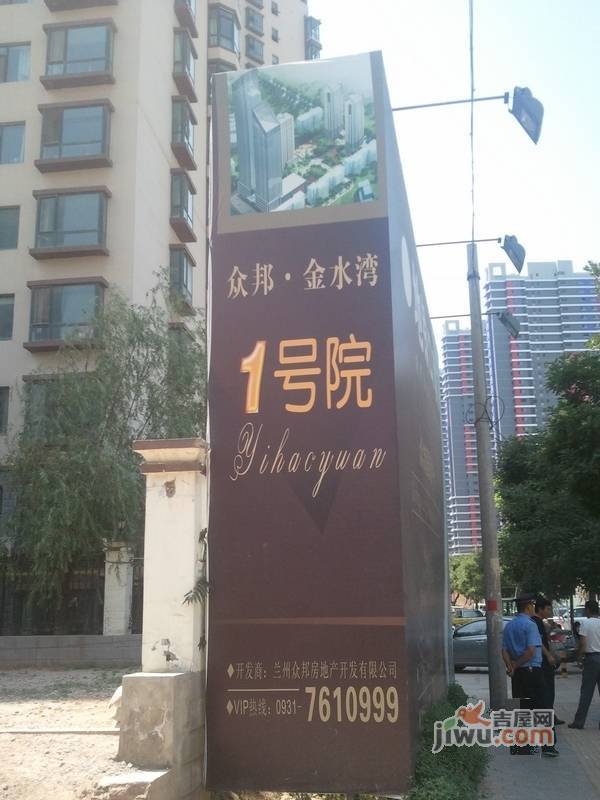 众邦·金水湾
1号院
Yihaoyuan
◆开发商：兰州众邦房地产开发有限公司
◆VIP热线：0931-7610999
吉屋网
jiwu.com